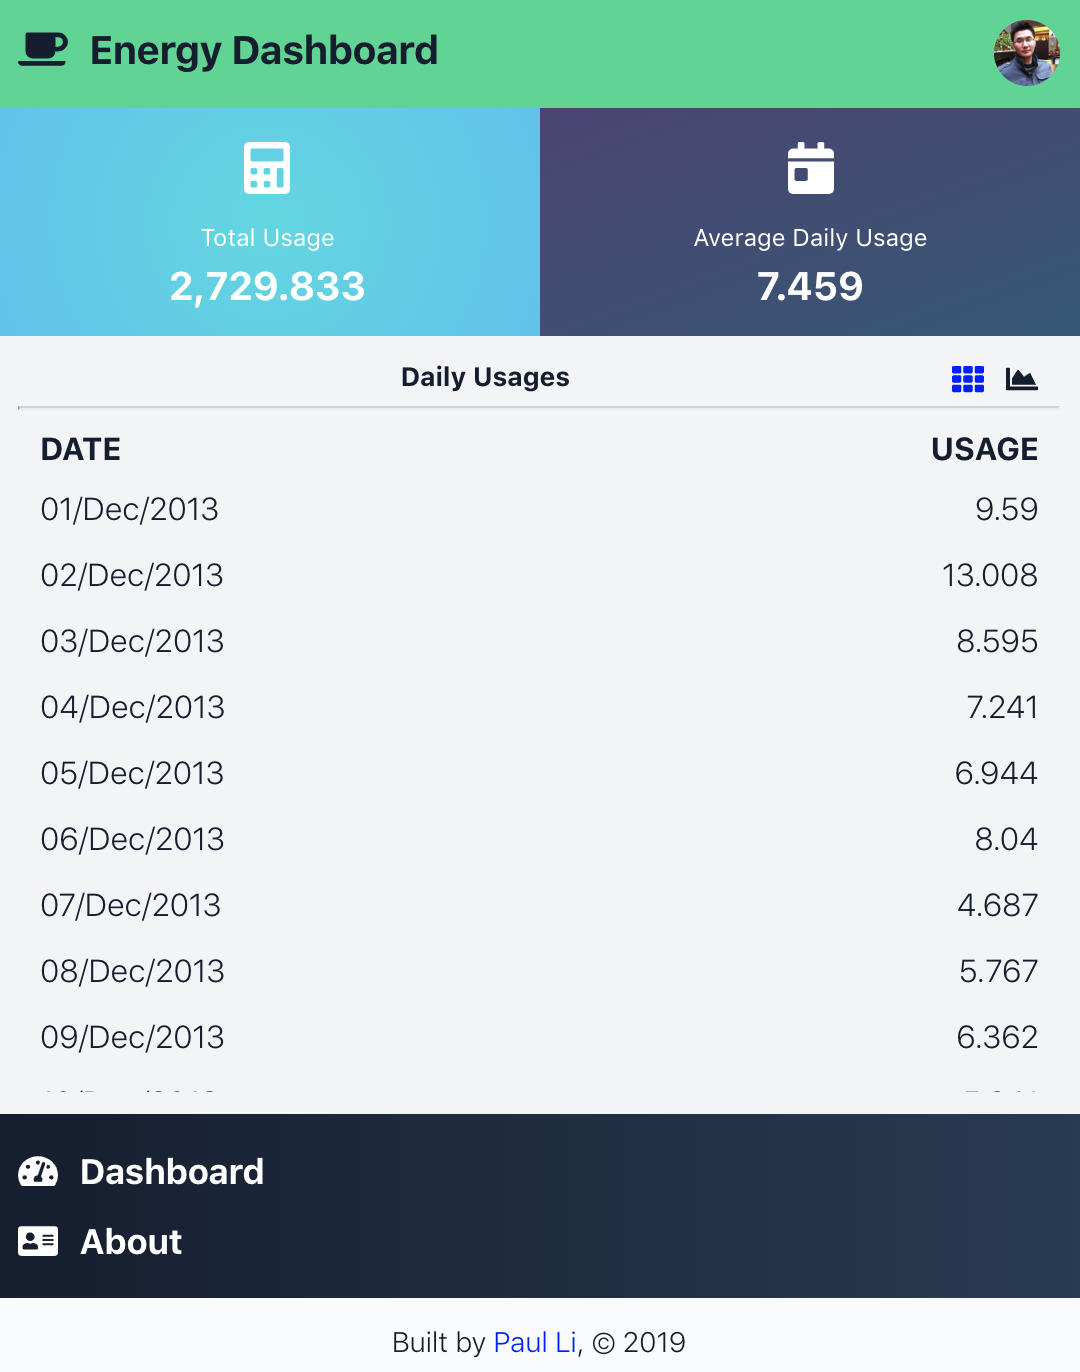 Energy Dashboard
Total Usage
2,729.833
Average Daily Usage
7.459
Daily Usages
DATE USAGE
01/Dec/2013 9.59
02/Dec/2013 13.008
03/Dec/2013 8.595
04/Dec/2013 7.241
05/Dec/2013 6.944
06/Dec/2013 8.04
07/Dec/2013 4.687
08/Dec/2013 5.767
09/Dec/2013 6.362
Dashboard
About
Built by Paul Li, © 2019